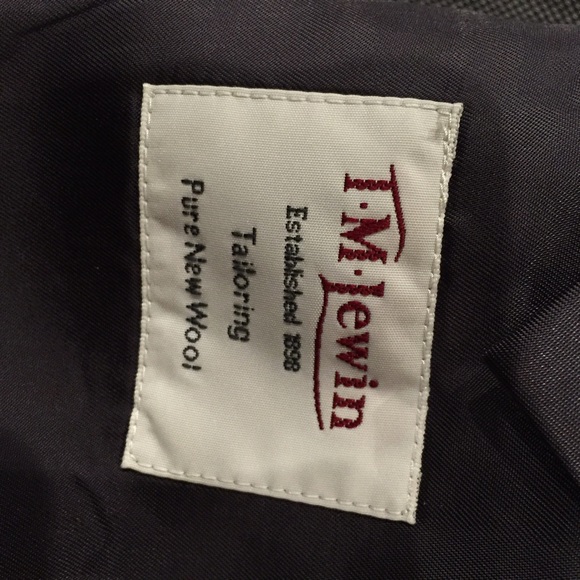 T·M·Lewin
Established 1898
Tailoring
Pure New Wool